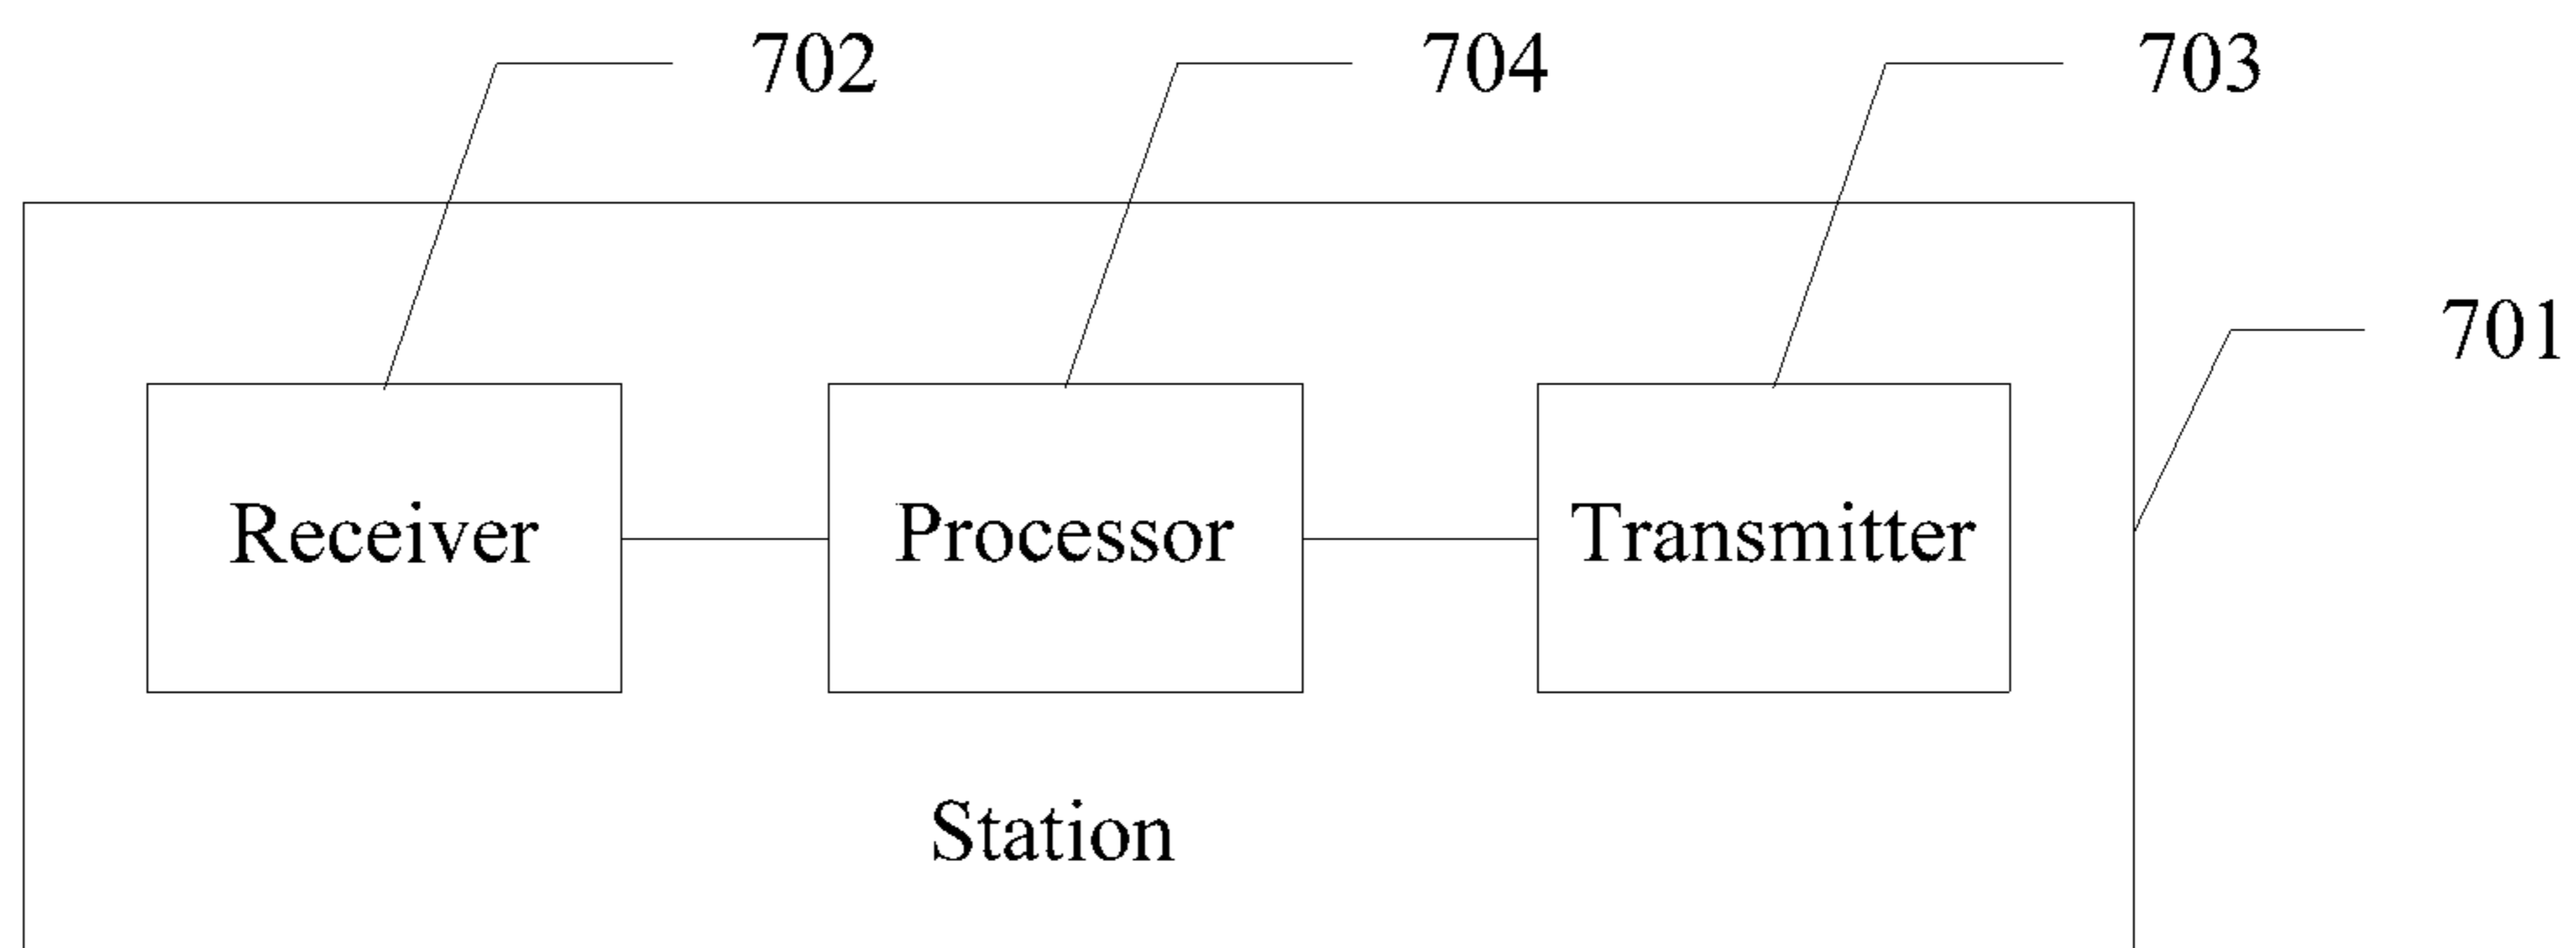 702 704 703
701
Receiver Processor Transmitter
Station